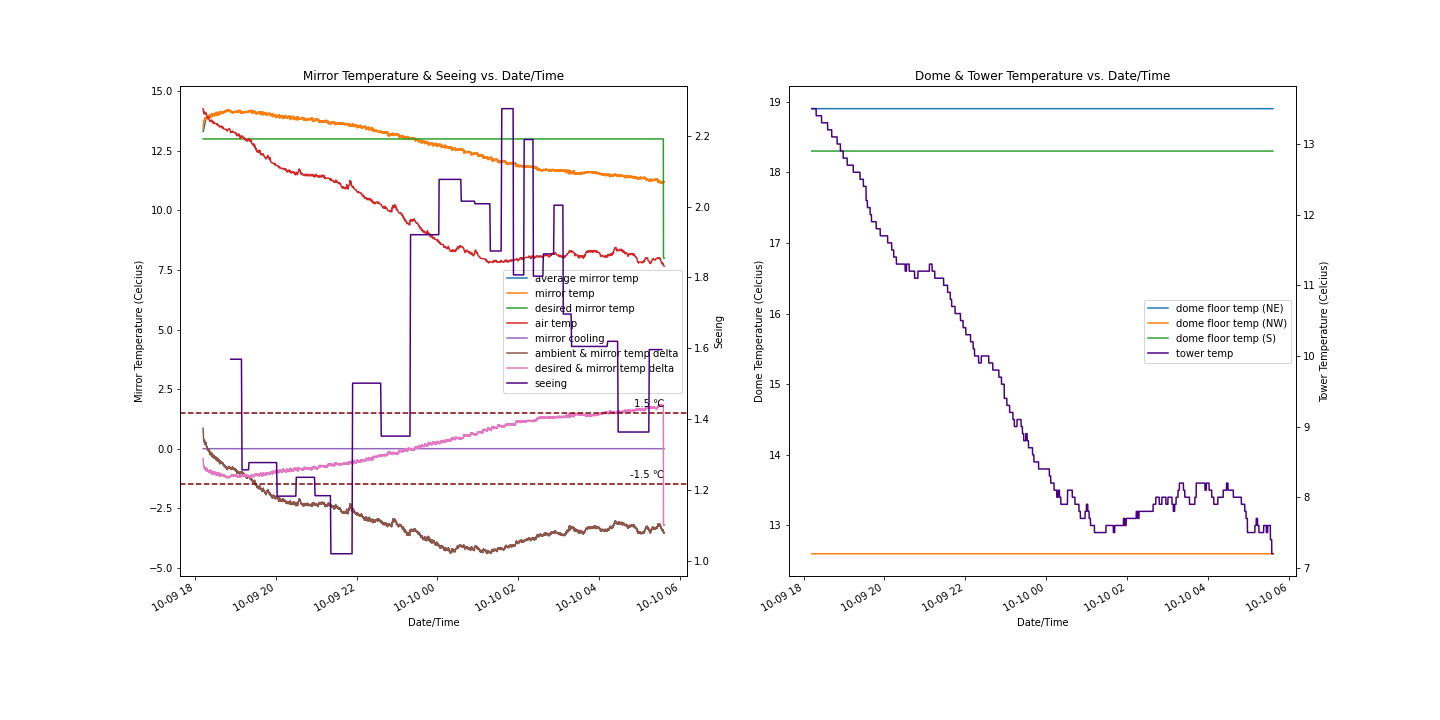 Mirror Temperature & Seeing vs. Date/Time
Mirror Temperature (Celcius)
15.0
12.5
10.0
7.5
5.0
2.5
0.0
−2.5
−5.0
2.2
2.0
1.8
1.6
1.4
1.2
1.0
Seeing
average mirror temp
mirror temp
desired mirror temp
air temp
mirror cooling
ambient & mirror temp delta
desired & mirror temp delta
seeing
1.5 °C
-1.5 °C
10-09 18
10-09 20
10-09 22
10-10 00
10-10 02
10-10 04
10-10 06
Date/Time
Dome & Tower Temperature vs. Date/Time
Dome Temperature (Celcius)
19
18
17
16
15
14
13
13
12
11
10
9
8
7
Tower Temperature (Celcius)
dome floor temp (NE)
dome floor temp (NW)
dome floor temp (S)
tower temp
10-09 18
10-09 20
10-09 22
10-10 00
10-10 02
10-10 04
10-10 06
Date/Time